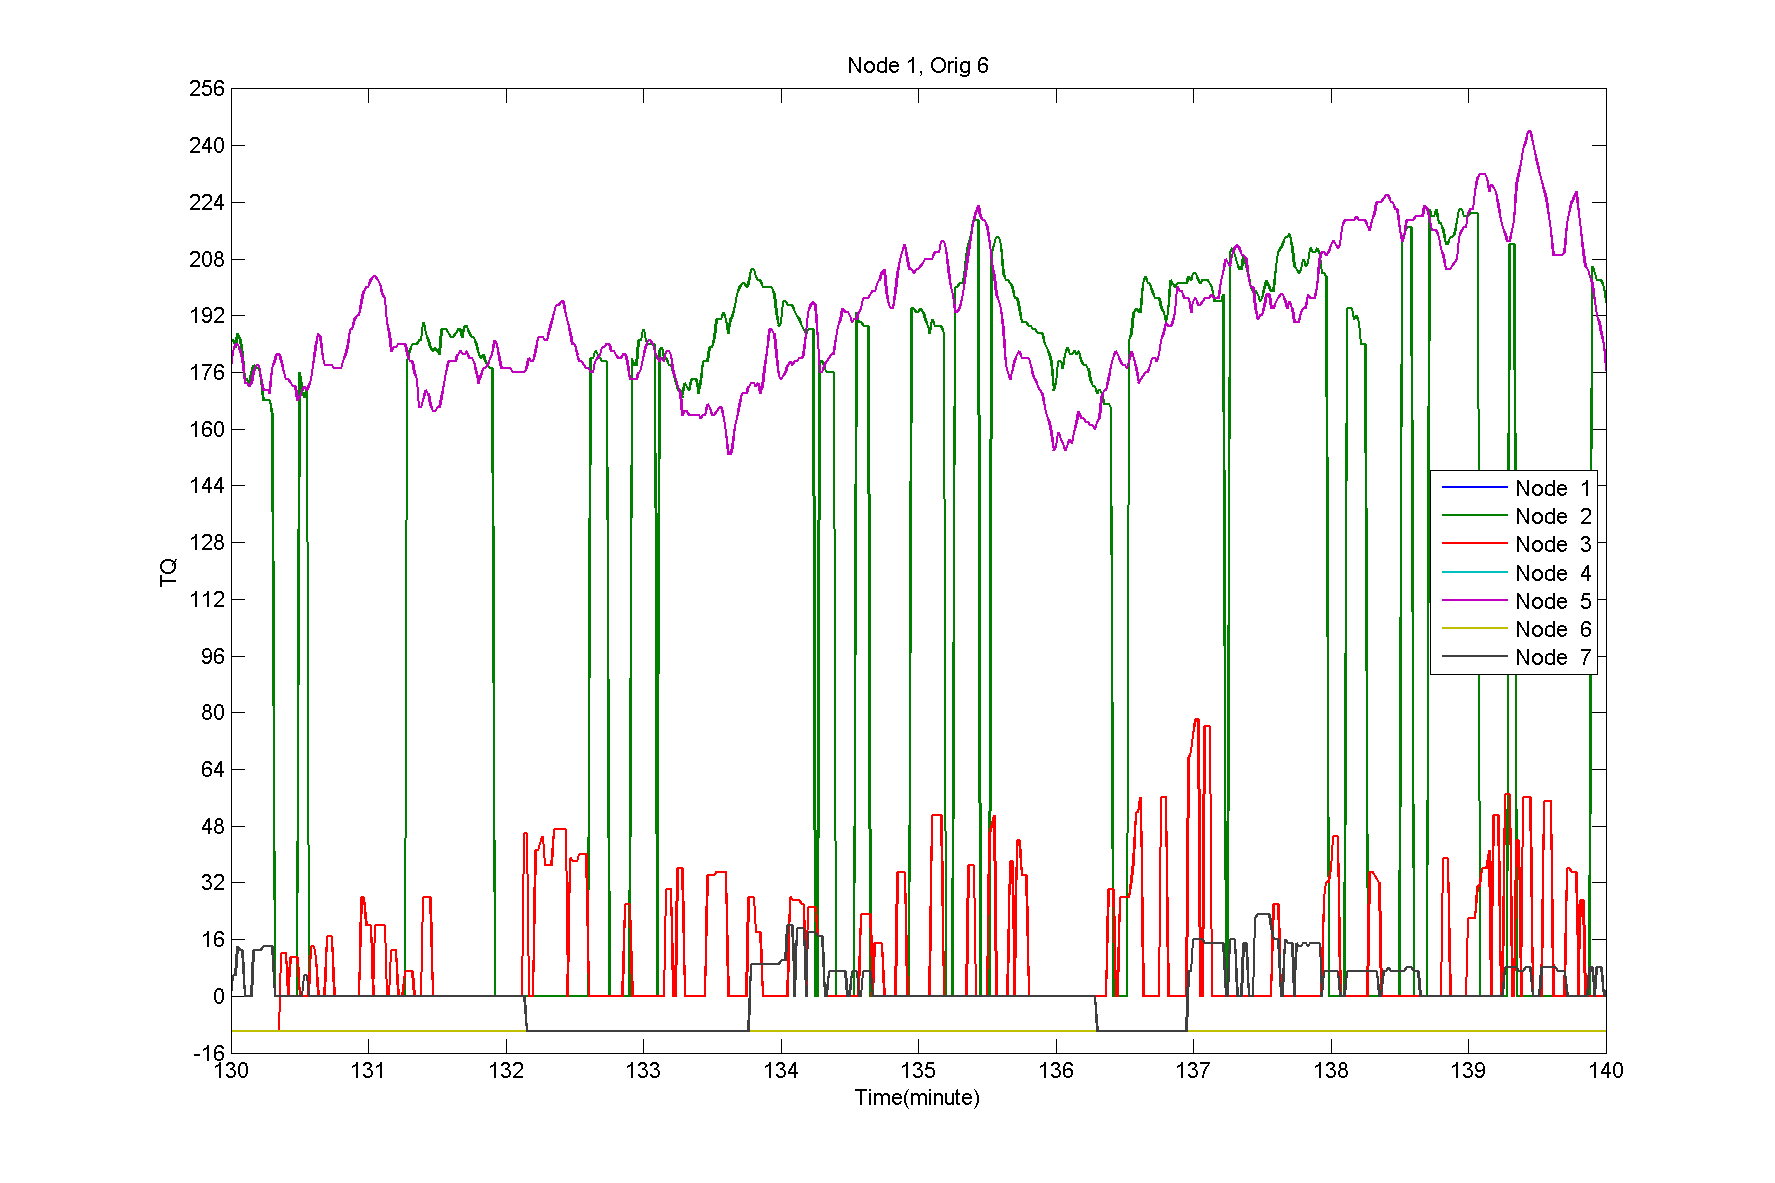 Node 1, Orig 6
256
240
224
208
192
176
160
144
128
112
96
80
64
48
32
16
0
-16
TQ
130 131 132 133 134 135 136 137 138 139 140
Time(minute)
Node 1
Node 2
Node 3
Node 4
Node 5
Node 6
Node 7